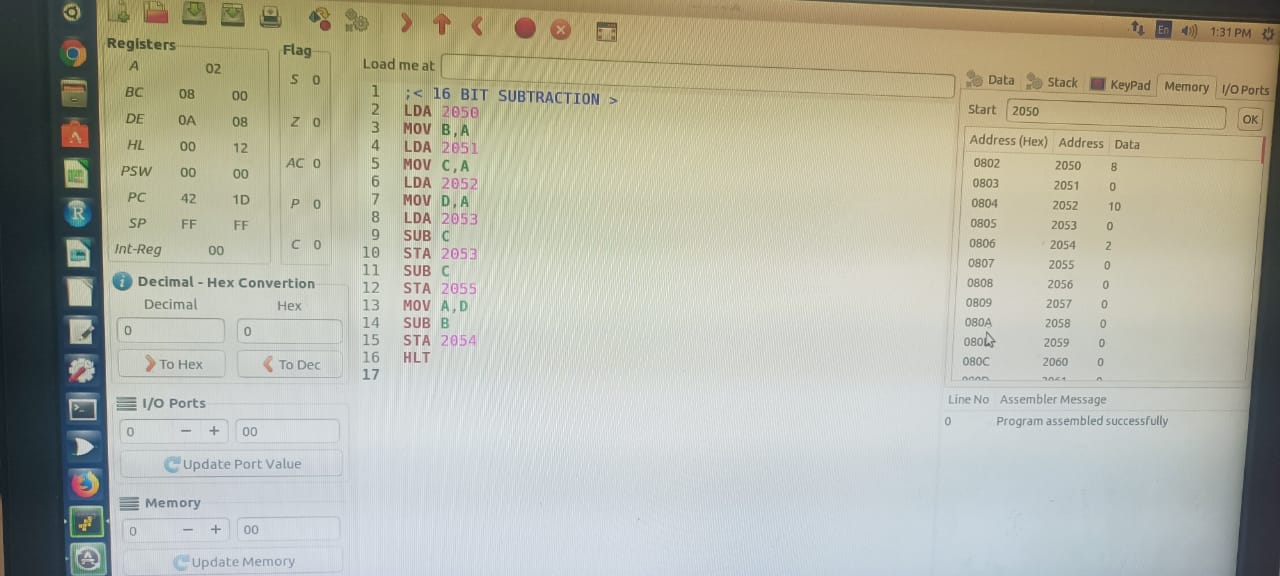 En 1:31 PM
Registers
A 02
BC 08 00
DE 0A 08
HL 00 12
PSW 00 00
PC 42 1D
SP FF FF
Int-Reg 00
Flag
S 0
Z 0
AC 0
P 0
C 0
Decimal - Hex Convertion
Decimal Hex
0 0
To Hex To Dec
I/O Ports
0 − + 00
Update Port Value
Memory
0 − + 00
Update Memory
Load me at
1 ;< 16 BIT SUBTRACTION >
2 LDA 2050
3 MOV B,A
4 LDA 2051
5 MOV C,A
6 LDA 2052
7 MOV D,A
8 LDA 2053
9 SUB C
10 STA 2053
11 SUB C
12 STA 2055
13 MOV A,D
14 SUB B
15 STA 2054
16 HLT
17
Data Stack KeyPad Memory I/O Ports
Start 2050 OK
Address (Hex) Address Data
0802 2050 8
0803 2051 0
0804 2052 10
0805 2053 0
0806 2054 2
0807 2055 0
0808 2056 0
0809 2057 0
080A 2058 0
2059 0
080C 2060 0
Line No Assembler Message
0 Program assembled successfully